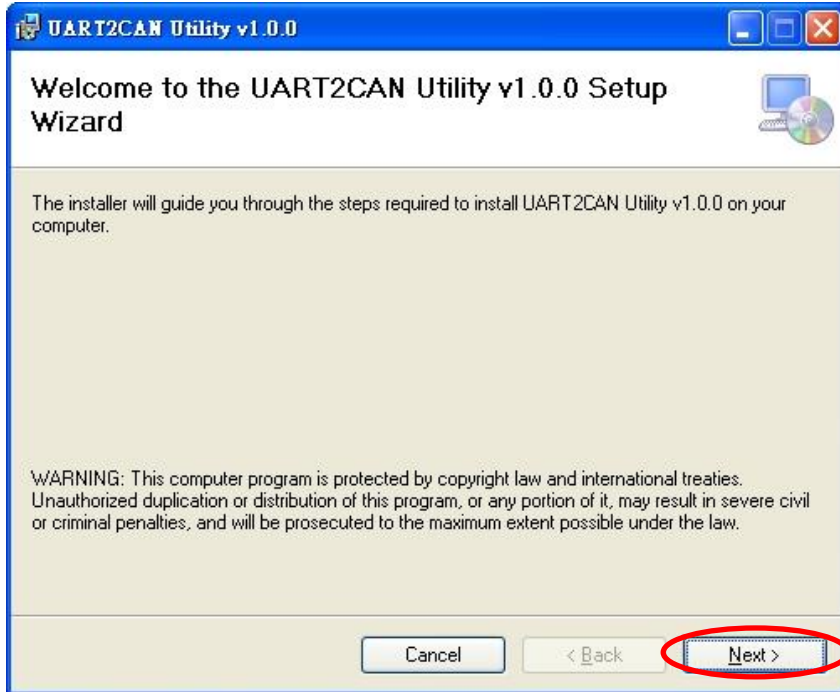 UART2CAN Utility v1.0.0
Welcome to the UART2CAN Utility v1.0.0 Setup
Wizard
The installer will guide you through the steps required to install UART2CAN Utility v1.0.0 on your
computer.
WARNING: This computer program is protected by copyright law and international treaties.
Unauthorized duplication or distribution of this program, or any portion of it, may result in severe civil
or criminal penalties, and will be prosecuted to the maximum extent possible under the law.
Cancel
< Back
Next >